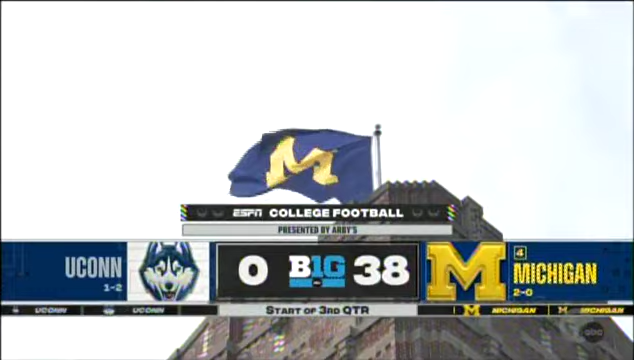 M
ESPN COLLEGE FOOTBALL
PRESENTED BY ARBY'S
UCONN 1-2
0 B1G 38
M
4 MICHIGAN 2-0
UCONN UCONN START OF 3RD QTR MICHIGAN MICHIGAN
abc